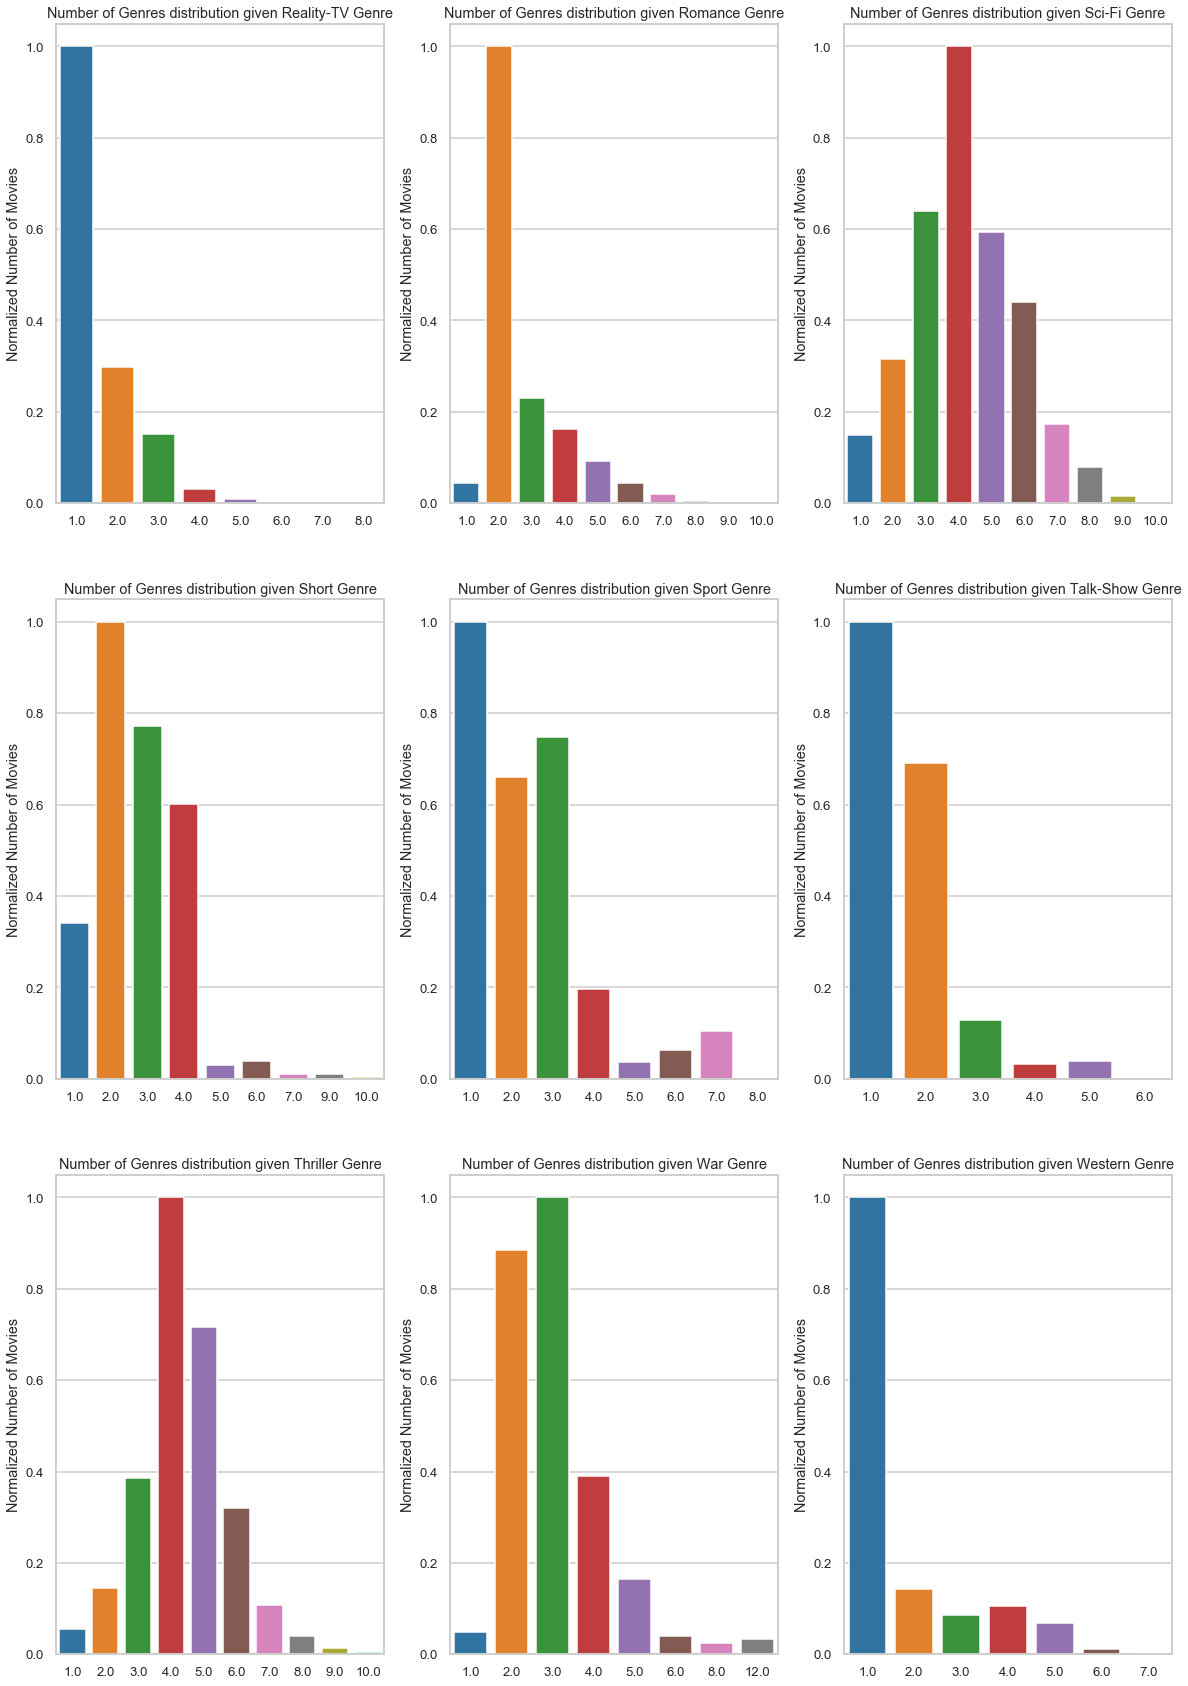 Number of Genres distribution given Reality-TV Genre
Normalized Number of Movies
1.0
0.8
0.6
0.4
0.2
0.0
1.0 2.0 3.0 4.0 5.0 6.0 7.0 8.0
Number of Genres distribution given Romance Genre
Normalized Number of Movies
1.0
0.8
0.6
0.4
0.2
0.0
1.0 2.0 3.0 4.0 5.0 6.0 7.0 8.0 9.0 10.0
Number of Genres distribution given Sci-Fi Genre
Normalized Number of Movies
1.0
0.8
0.6
0.4
0.2
0.0
1.0 2.0 3.0 4.0 5.0 6.0 7.0 8.0 9.0 10.0
Number of Genres distribution given Short Genre
Normalized Number of Movies
1.0
0.8
0.6
0.4
0.2
0.0
1.0 2.0 3.0 4.0 5.0 6.0 7.0 9.0 10.0
Number of Genres distribution given Sport Genre
Normalized Number of Movies
1.0
0.8
0.6
0.4
0.2
0.0
1.0 2.0 3.0 4.0 5.0 6.0 7.0 8.0
Number of Genres distribution given Talk-Show Genre
Normalized Number of Movies
1.0
0.8
0.6
0.4
0.2
0.0
1.0 2.0 3.0 4.0 5.0 6.0
Number of Genres distribution given Thriller Genre
Normalized Number of Movies
1.0
0.8
0.6
0.4
0.2
0.0
1.0 2.0 3.0 4.0 5.0 6.0 7.0 8.0 9.0 10.0
Number of Genres distribution given War Genre
Normalized Number of Movies
1.0
0.8
0.6
0.4
0.2
0.0
1.0 2.0 3.0 4.0 5.0 6.0 8.0 12.0
Number of Genres distribution given Western Genre
Normalized Number of Movies
1.0
0.8
0.6
0.4
0.2
0.0
1.0 2.0 3.0 4.0 5.0 6.0 7.0